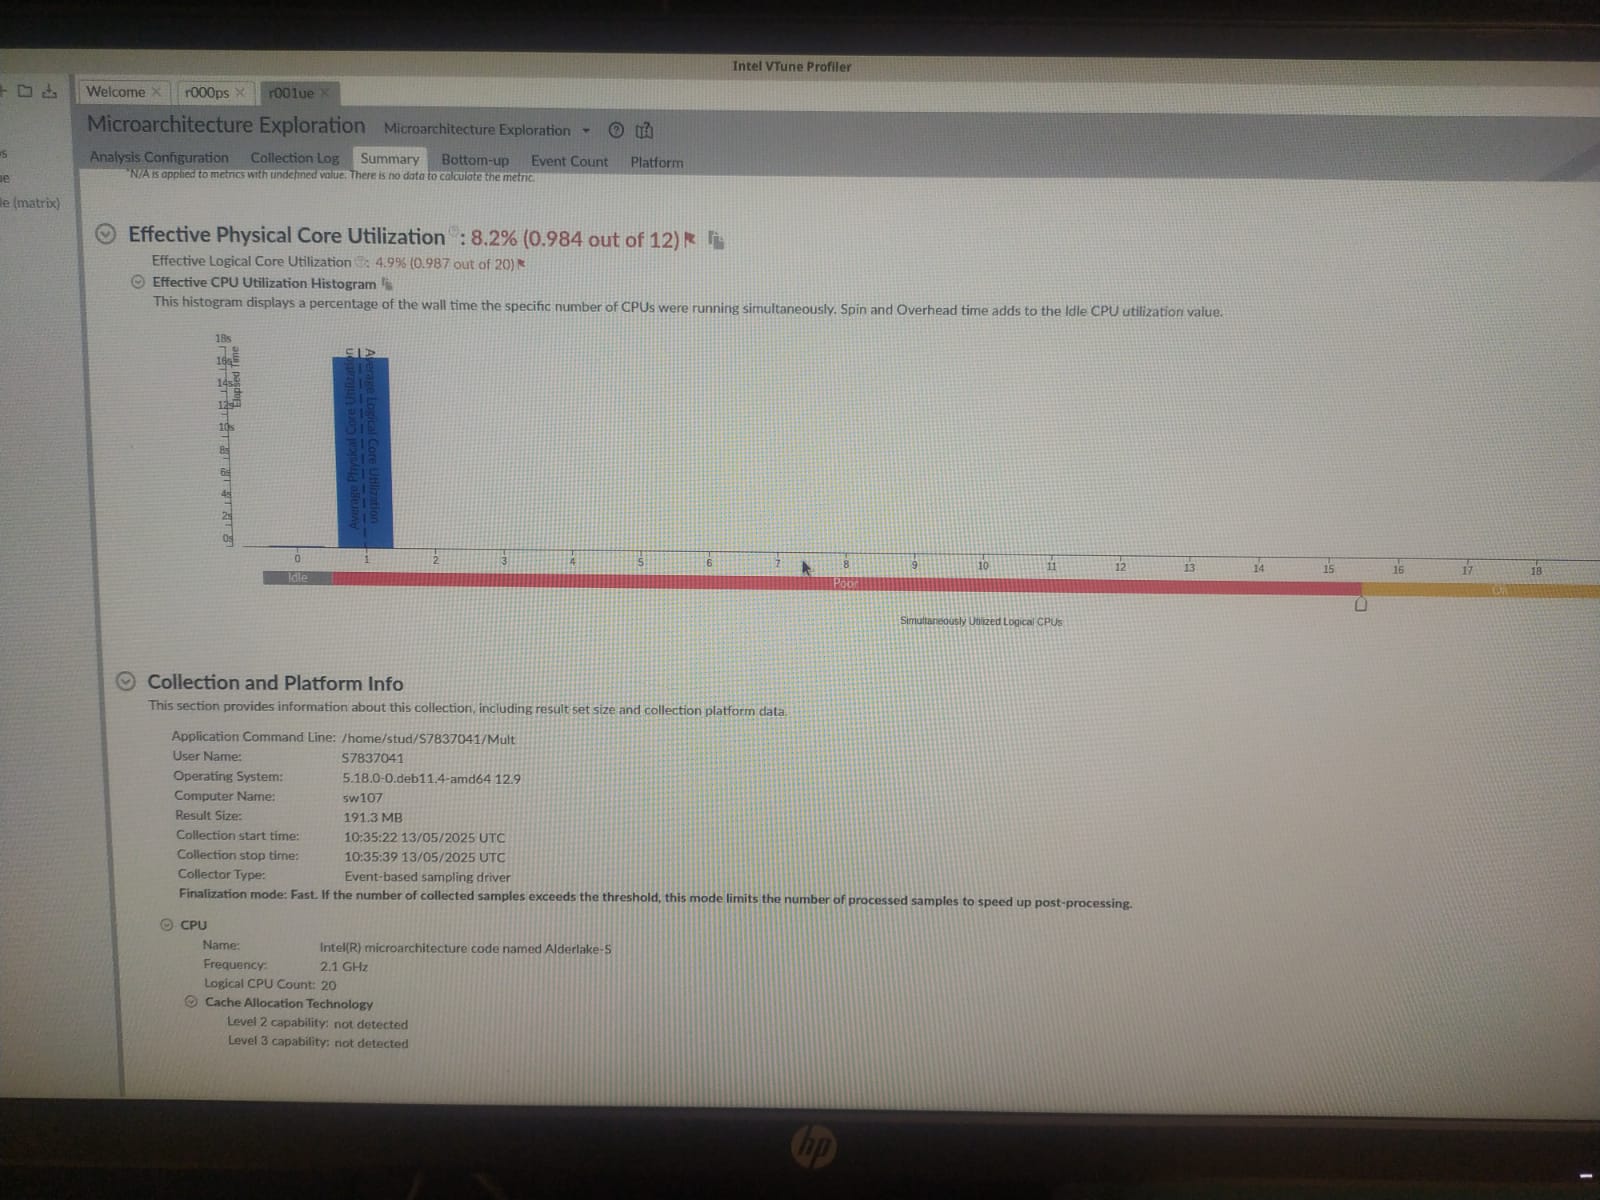 Intel VTune Profiler
Welcome × r000ps × r001ue ×
Microarchitecture Exploration Microarchitecture Exploration
Analysis Configuration Collection Log Summary Bottom-up Event Count Platform
*N/A is applied to metrics with undefined value. There is no data to calculate the metric.
le (matrix)
Effective Physical Core Utilization : 8.2% (0.984 out of 12)
Effective Logical Core Utilization : 4.9% (0.987 out of 20)
Effective CPU Utilization Histogram
This histogram displays a percentage of the wall time the specific number of CPUs were running simultaneously. Spin and Overhead time adds to the Idle CPU utilization value.
18s
16s
14s
12s
10s
8s
6s
4s
2s
0s
Elapsed Time
Average Physical Core Utilization
Average Logical Core Utilization
0 1 2 3 4 5 6 7 8 9 10 11 12 13 14 15 16 17 18
Idle Poor Ok
Simultaneously Utilized Logical CPUs
Collection and Platform Info
This section provides information about this collection, including result set size and collection platform data.
Application Command Line: /home/stud/S7837041/Mult
User Name: S7837041
Operating System: 5.18.0-0.deb11.4-amd64 12.9
Computer Name: sw107
Result Size: 191.3 MB
Collection start time: 10:35:22 13/05/2025 UTC
Collection stop time: 10:35:39 13/05/2025 UTC
Collector Type: Event-based sampling driver
Finalization mode: Fast. If the number of collected samples exceeds the threshold, this mode limits the number of processed samples to speed up post-processing.
CPU
Name: Intel(R) microarchitecture code named Alderlake-S
Frequency: 2.1 GHz
Logical CPU Count: 20
Cache Allocation Technology
Level 2 capability: not detected
Level 3 capability: not detected
hp